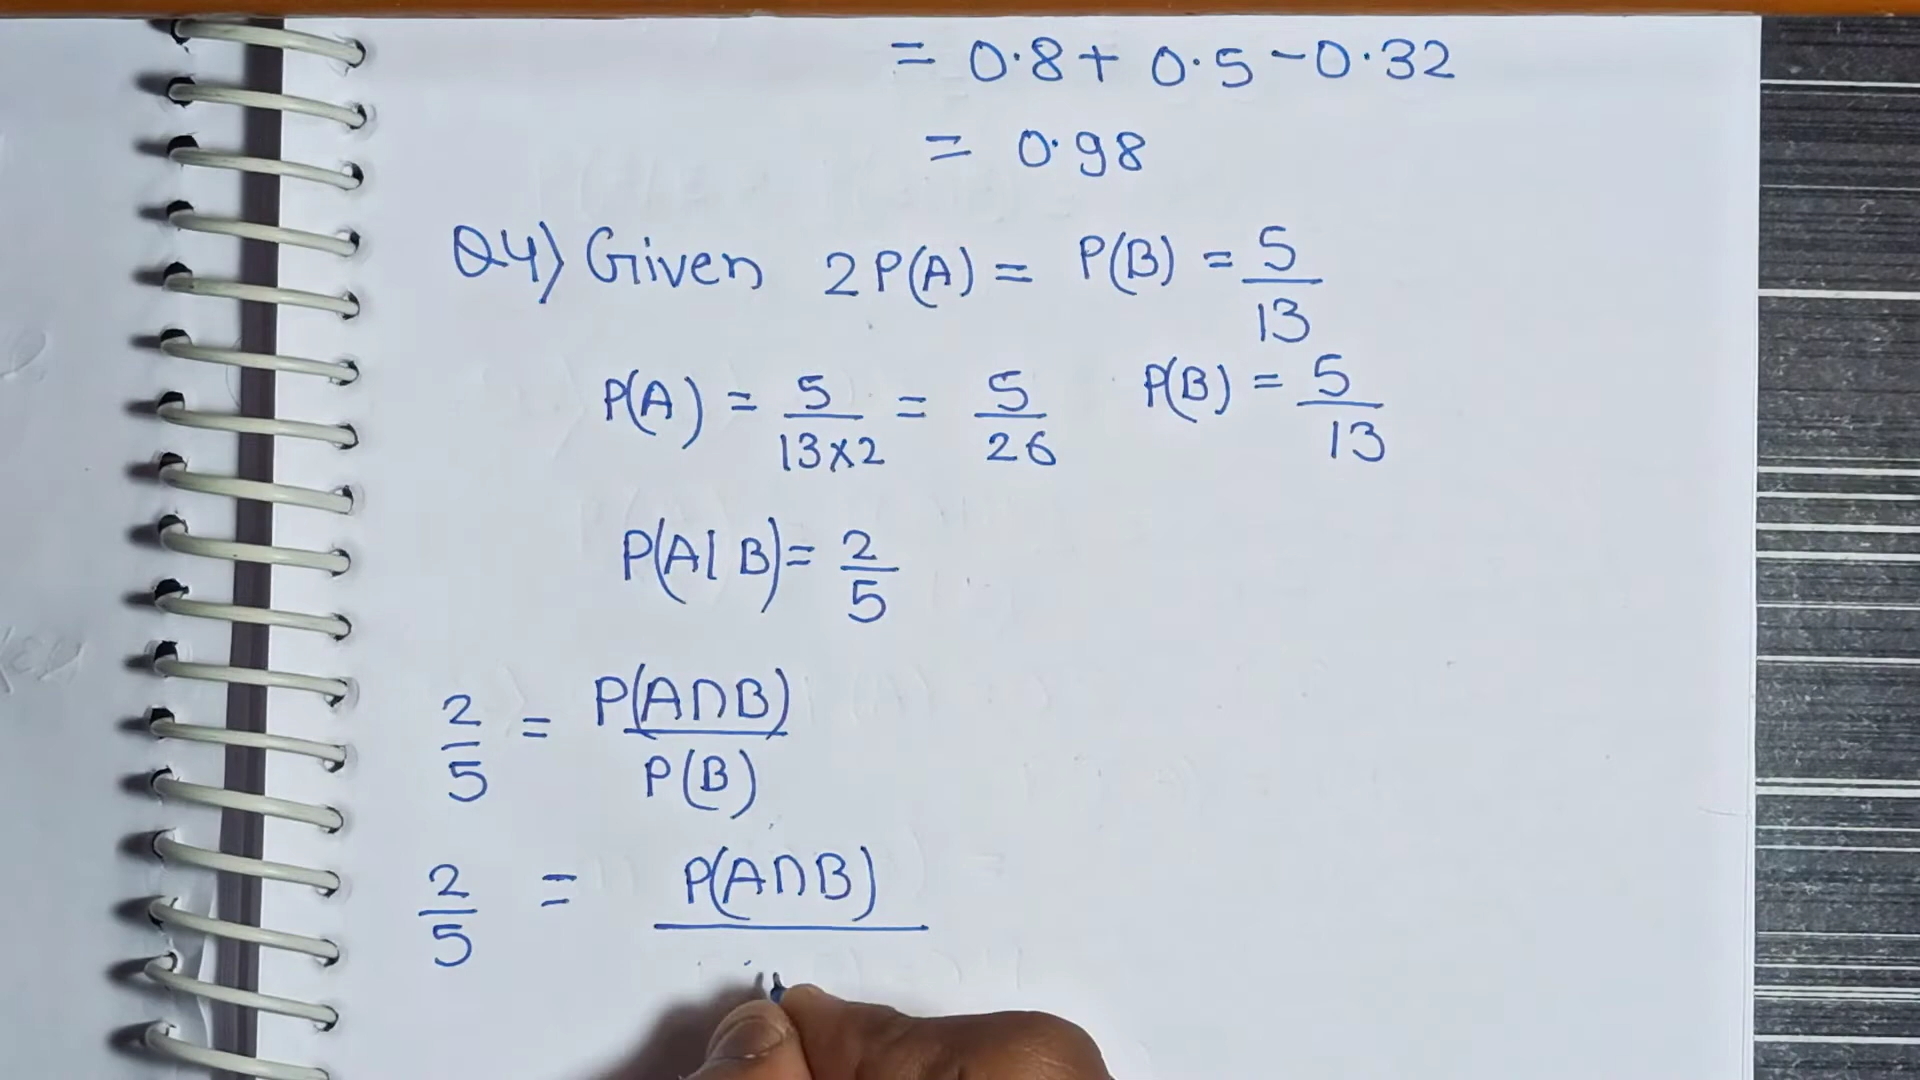 = 0.8 + 0.5 - 0.32
= 0.98
Q4) Given 2P(A) = P(B) = 5/13
P(A) = 5/13×2 = 5/26 P(B) = 5/13
P(A|B) = 2/5
2/5 = P(A∩B)/P(B)
2/5 = P(A∩B)/